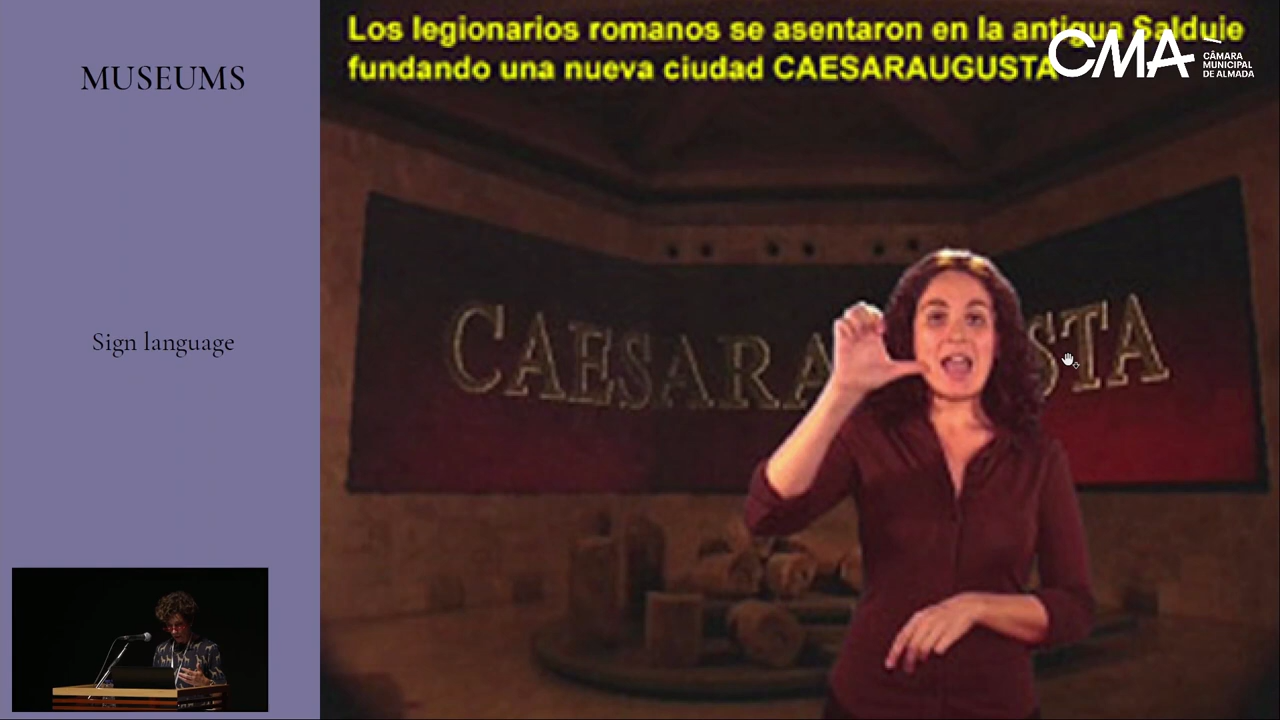 MUSEUMS
Sign language
Los legionarios romanos se asentaron en la antigua Salduie
fundando una nueva ciudad CAESARAUGUSTA
CMA
CÂMARA
MUNICIPAL
DE ALMADA